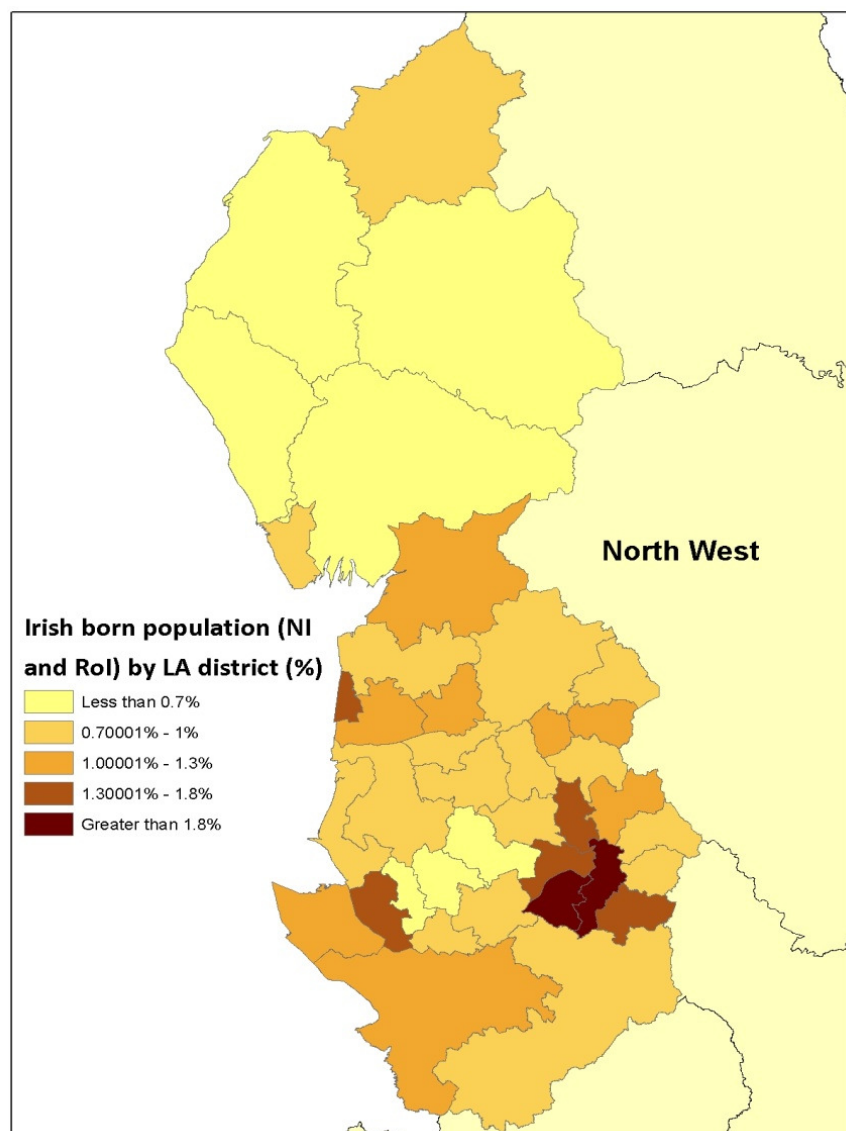 North West
Irish born population (NI
and RoI) by LA district (%)
Less than 0.7%
0.70001% - 1%
1.00001% - 1.3%
1.30001% - 1.8%
Greater than 1.8%